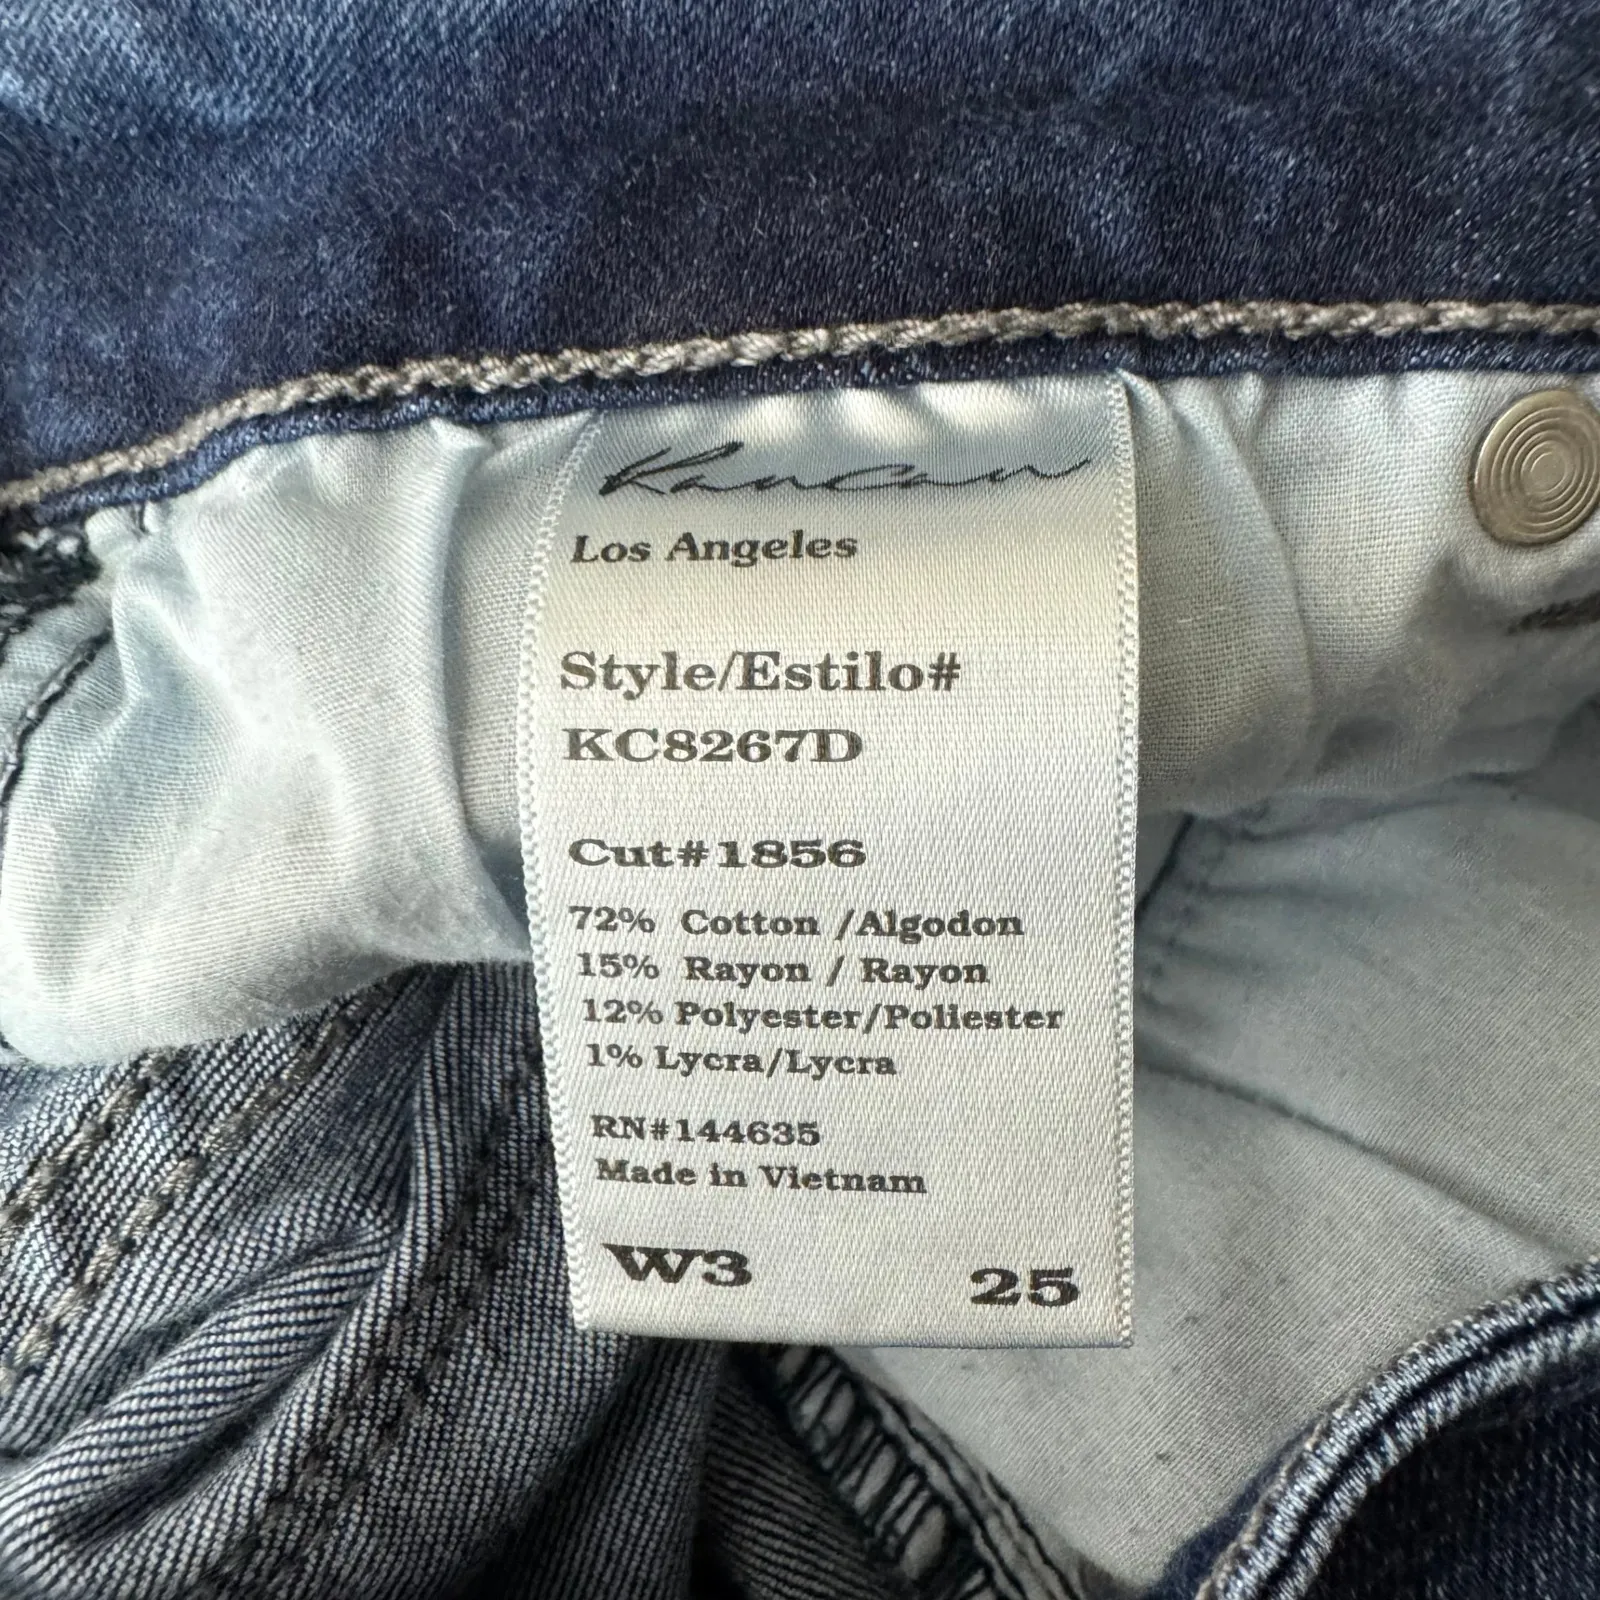 KanCan
Los Angeles
Style/Estilo#
KC8267D
Cut#1856
72% Cotton /Algodon
15% Rayon / Rayon
12% Polyester/Poliester
1% Lycra/Lycra
RN#144635
Made in Vietnam
W3 25